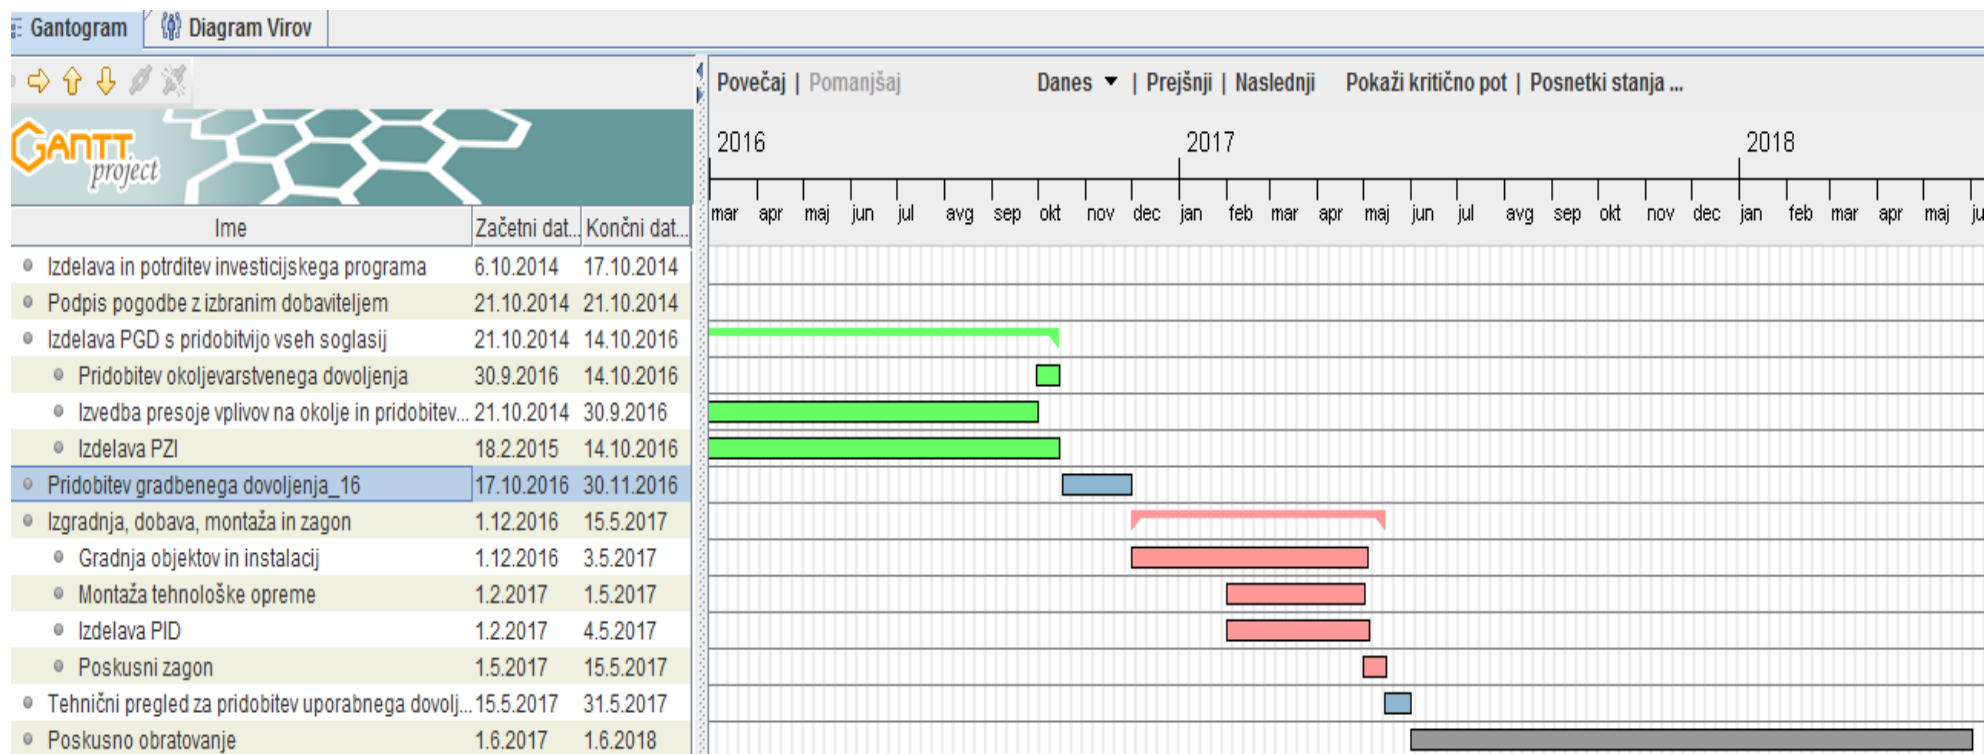 Gantogram Diagram Virov
Povečaj | Pomanjšaj Danes | Prejšnji | Naslednji Pokaži kritično pot | Posnetki stanja ...
GANTT
project
2016 2017 2018
mar apr maj jun jul avg sep okt nov dec jan feb mar apr maj jun jul avg sep okt nov dec jan feb mar apr maj ju
Ime Začetni dat... Končni dat...
Izdelava in potrditev investicijskega programa 6.10.2014 17.10.2014
Podpis pogodbe z izbranim dobaviteljem 21.10.2014 21.10.2014
Izdelava PGD s pridobitvijo vseh soglasij 21.10.2014 14.10.2016
Pridobitev okoljevarstvenega dovoljenja 30.9.2016 14.10.2016
Izvedba presoje vplivov na okolje in pridobitev... 21.10.2014 30.9.2016
Izdelava PZI 18.2.2015 14.10.2016
Pridobitev gradbenega dovoljenja_16 17.10.2016 30.11.2016
Izgradnja, dobava, montaža in zagon 1.12.2016 15.5.2017
Gradnja objektov in instalacij 1.12.2016 3.5.2017
Montaža tehnološke opreme 1.2.2017 1.5.2017
Izdelava PID 1.2.2017 4.5.2017
Poskusni zagon 1.5.2017 15.5.2017
Tehnični pregled za pridobitev uporabnega dovolj... 15.5.2017 31.5.2017
Poskusno obratovanje 1.6.2017 1.6.2018